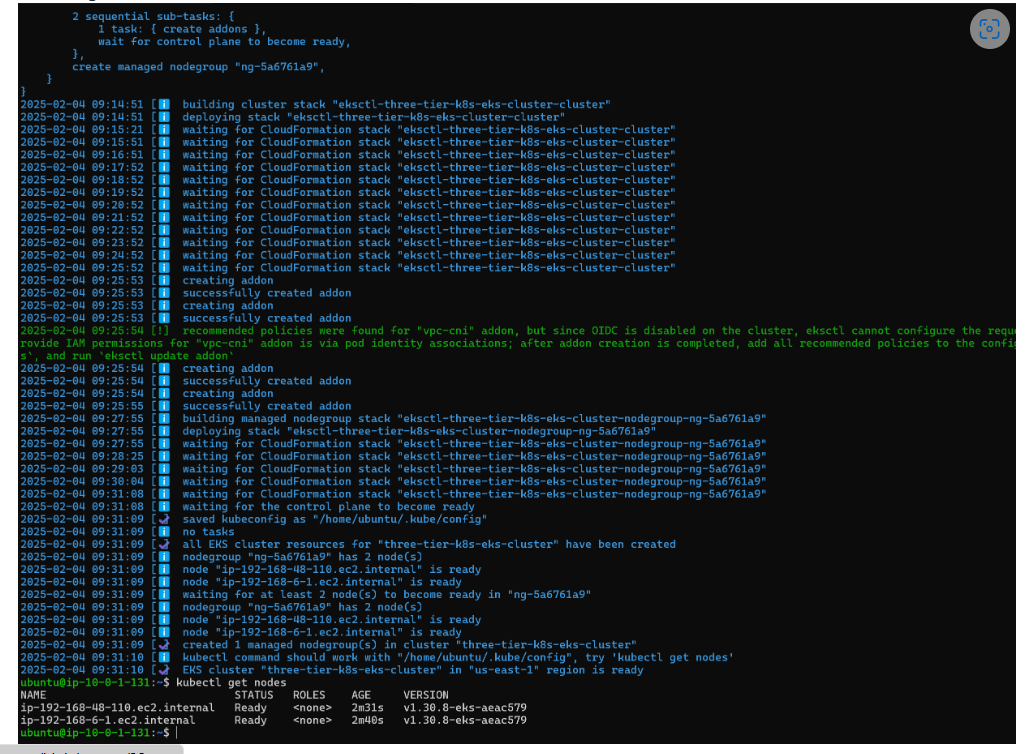 2 sequential sub-tasks: {
1 task: { create addons },
wait for control plane to become ready,
},
create managed nodegroup "ng-5a6761a9",
}
}
2025-02-04 09:14:51 [ℹ] building cluster stack "eksctl-three-tier-k8s-eks-cluster-cluster"
2025-02-04 09:14:51 [ℹ] deploying stack "eksctl-three-tier-k8s-eks-cluster-cluster"
2025-02-04 09:15:21 [ℹ] waiting for CloudFormation stack "eksctl-three-tier-k8s-eks-cluster-cluster"
2025-02-04 09:15:51 [ℹ] waiting for CloudFormation stack "eksctl-three-tier-k8s-eks-cluster-cluster"
2025-02-04 09:16:51 [ℹ] waiting for CloudFormation stack "eksctl-three-tier-k8s-eks-cluster-cluster"
2025-02-04 09:17:52 [ℹ] waiting for CloudFormation stack "eksctl-three-tier-k8s-eks-cluster-cluster"
2025-02-04 09:18:52 [ℹ] waiting for CloudFormation stack "eksctl-three-tier-k8s-eks-cluster-cluster"
2025-02-04 09:19:52 [ℹ] waiting for CloudFormation stack "eksctl-three-tier-k8s-eks-cluster-cluster"
2025-02-04 09:20:52 [ℹ] waiting for CloudFormation stack "eksctl-three-tier-k8s-eks-cluster-cluster"
2025-02-04 09:21:52 [ℹ] waiting for CloudFormation stack "eksctl-three-tier-k8s-eks-cluster-cluster"
2025-02-04 09:22:52 [ℹ] waiting for CloudFormation stack "eksctl-three-tier-k8s-eks-cluster-cluster"
2025-02-04 09:23:52 [ℹ] waiting for CloudFormation stack "eksctl-three-tier-k8s-eks-cluster-cluster"
2025-02-04 09:24:52 [ℹ] waiting for CloudFormation stack "eksctl-three-tier-k8s-eks-cluster-cluster"
2025-02-04 09:25:52 [ℹ] waiting for CloudFormation stack "eksctl-three-tier-k8s-eks-cluster-cluster"
2025-02-04 09:25:53 [ℹ] creating addon
2025-02-04 09:25:53 [ℹ] successfully created addon
2025-02-04 09:25:53 [ℹ] creating addon
2025-02-04 09:25:53 [ℹ] successfully created addon
2025-02-04 09:25:54 [!] recommended policies were found for "vpc-cni" addon, but since OIDC is disabled on the cluster, eksctl cannot configure the requ
rovide IAM permissions for "vpc-cni" addon is via pod identity associations; after addon creation is completed, add all recommended policies to the config
s`, and run `eksctl update addon`
2025-02-04 09:25:54 [ℹ] creating addon
2025-02-04 09:25:54 [ℹ] successfully created addon
2025-02-04 09:25:54 [ℹ] creating addon
2025-02-04 09:25:55 [ℹ] successfully created addon
2025-02-04 09:27:55 [ℹ] building managed nodegroup stack "eksctl-three-tier-k8s-eks-cluster-nodegroup-ng-5a6761a9"
2025-02-04 09:27:55 [ℹ] deploying stack "eksctl-three-tier-k8s-eks-cluster-nodegroup-ng-5a6761a9"
2025-02-04 09:27:55 [ℹ] waiting for CloudFormation stack "eksctl-three-tier-k8s-eks-cluster-nodegroup-ng-5a6761a9"
2025-02-04 09:28:25 [ℹ] waiting for CloudFormation stack "eksctl-three-tier-k8s-eks-cluster-nodegroup-ng-5a6761a9"
2025-02-04 09:29:03 [ℹ] waiting for CloudFormation stack "eksctl-three-tier-k8s-eks-cluster-nodegroup-ng-5a6761a9"
2025-02-04 09:30:04 [ℹ] waiting for CloudFormation stack "eksctl-three-tier-k8s-eks-cluster-nodegroup-ng-5a6761a9"
2025-02-04 09:31:08 [ℹ] waiting for CloudFormation stack "eksctl-three-tier-k8s-eks-cluster-nodegroup-ng-5a6761a9"
2025-02-04 09:31:08 [ℹ] waiting for the control plane to become ready
2025-02-04 09:31:09 [✔] saved kubeconfig as "/home/ubuntu/.kube/config"
2025-02-04 09:31:09 [ℹ] no tasks
2025-02-04 09:31:09 [✔] all EKS cluster resources for "three-tier-k8s-eks-cluster" have been created
2025-02-04 09:31:09 [ℹ] nodegroup "ng-5a6761a9" has 2 node(s)
2025-02-04 09:31:09 [ℹ] node "ip-192-168-48-110.ec2.internal" is ready
2025-02-04 09:31:09 [ℹ] node "ip-192-168-6-1.ec2.internal" is ready
2025-02-04 09:31:09 [ℹ] waiting for at least 2 node(s) to become ready in "ng-5a6761a9"
2025-02-04 09:31:09 [ℹ] nodegroup "ng-5a6761a9" has 2 node(s)
2025-02-04 09:31:09 [ℹ] node "ip-192-168-48-110.ec2.internal" is ready
2025-02-04 09:31:09 [ℹ] node "ip-192-168-6-1.ec2.internal" is ready
2025-02-04 09:31:09 [✔] created 1 managed nodegroup(s) in cluster "three-tier-k8s-eks-cluster"
2025-02-04 09:31:10 [ℹ] kubectl command should work with "/home/ubuntu/.kube/config", try 'kubectl get nodes'
2025-02-04 09:31:10 [✔] EKS cluster "three-tier-k8s-eks-cluster" in "us-east-1" region is ready
ubuntu@ip-10-0-1-131:~$ kubectl get nodes
NAME STATUS ROLES AGE VERSION
ip-192-168-48-110.ec2.internal Ready <none> 2m31s v1.30.8-eks-aeac579
ip-192-168-6-1.ec2.internal Ready <none> 2m40s v1.30.8-eks-aeac579
ubuntu@ip-10-0-1-131:~$